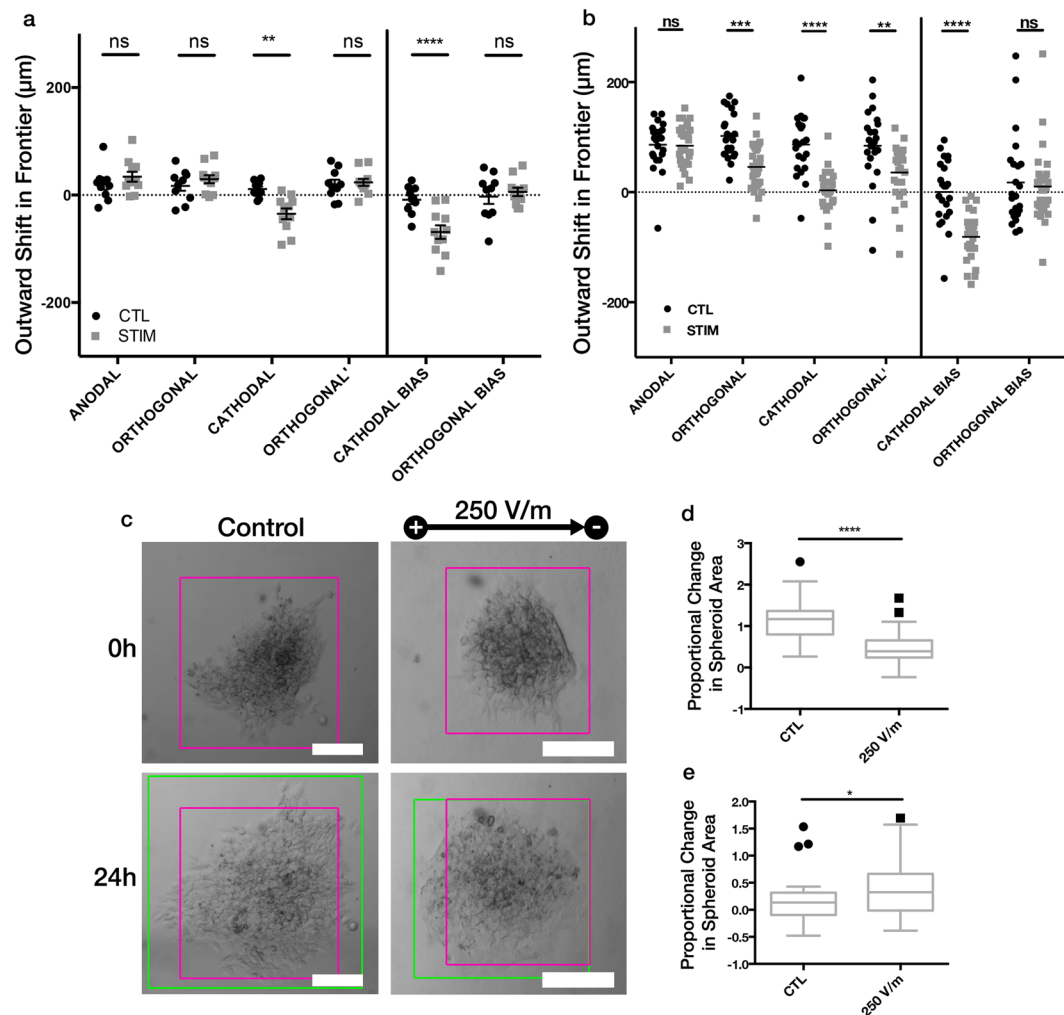 a
Outward Shift in Frontier (µm)
200
0
-200
ns
ns
**
ns
****
ns
CTL
STIM
ANODAL
ORTHOGONAL
CATHODAL
ORTHOGONAL'
CATHODAL BIAS
ORTHOGONAL BIAS
b
Outward Shift in Frontier (µm)
200
0
-200
ns
***
****
**
****
ns
CTL
STIM
ANODAL
ORTHOGONAL
CATHODAL
ORTHOGONAL'
CATHODAL BIAS
ORTHOGONAL BIAS
c
Control
250 V/m
+
-
0h
24h
d
Proportional Change
in Spheroid Area
3
2
1
0
-1
****
CTL
250 V/m
e
Proportional Change
in Spheroid Area
2.0
1.5
1.0
0.5
0.0
-0.5
-1.0
*
CTL
250 V/m